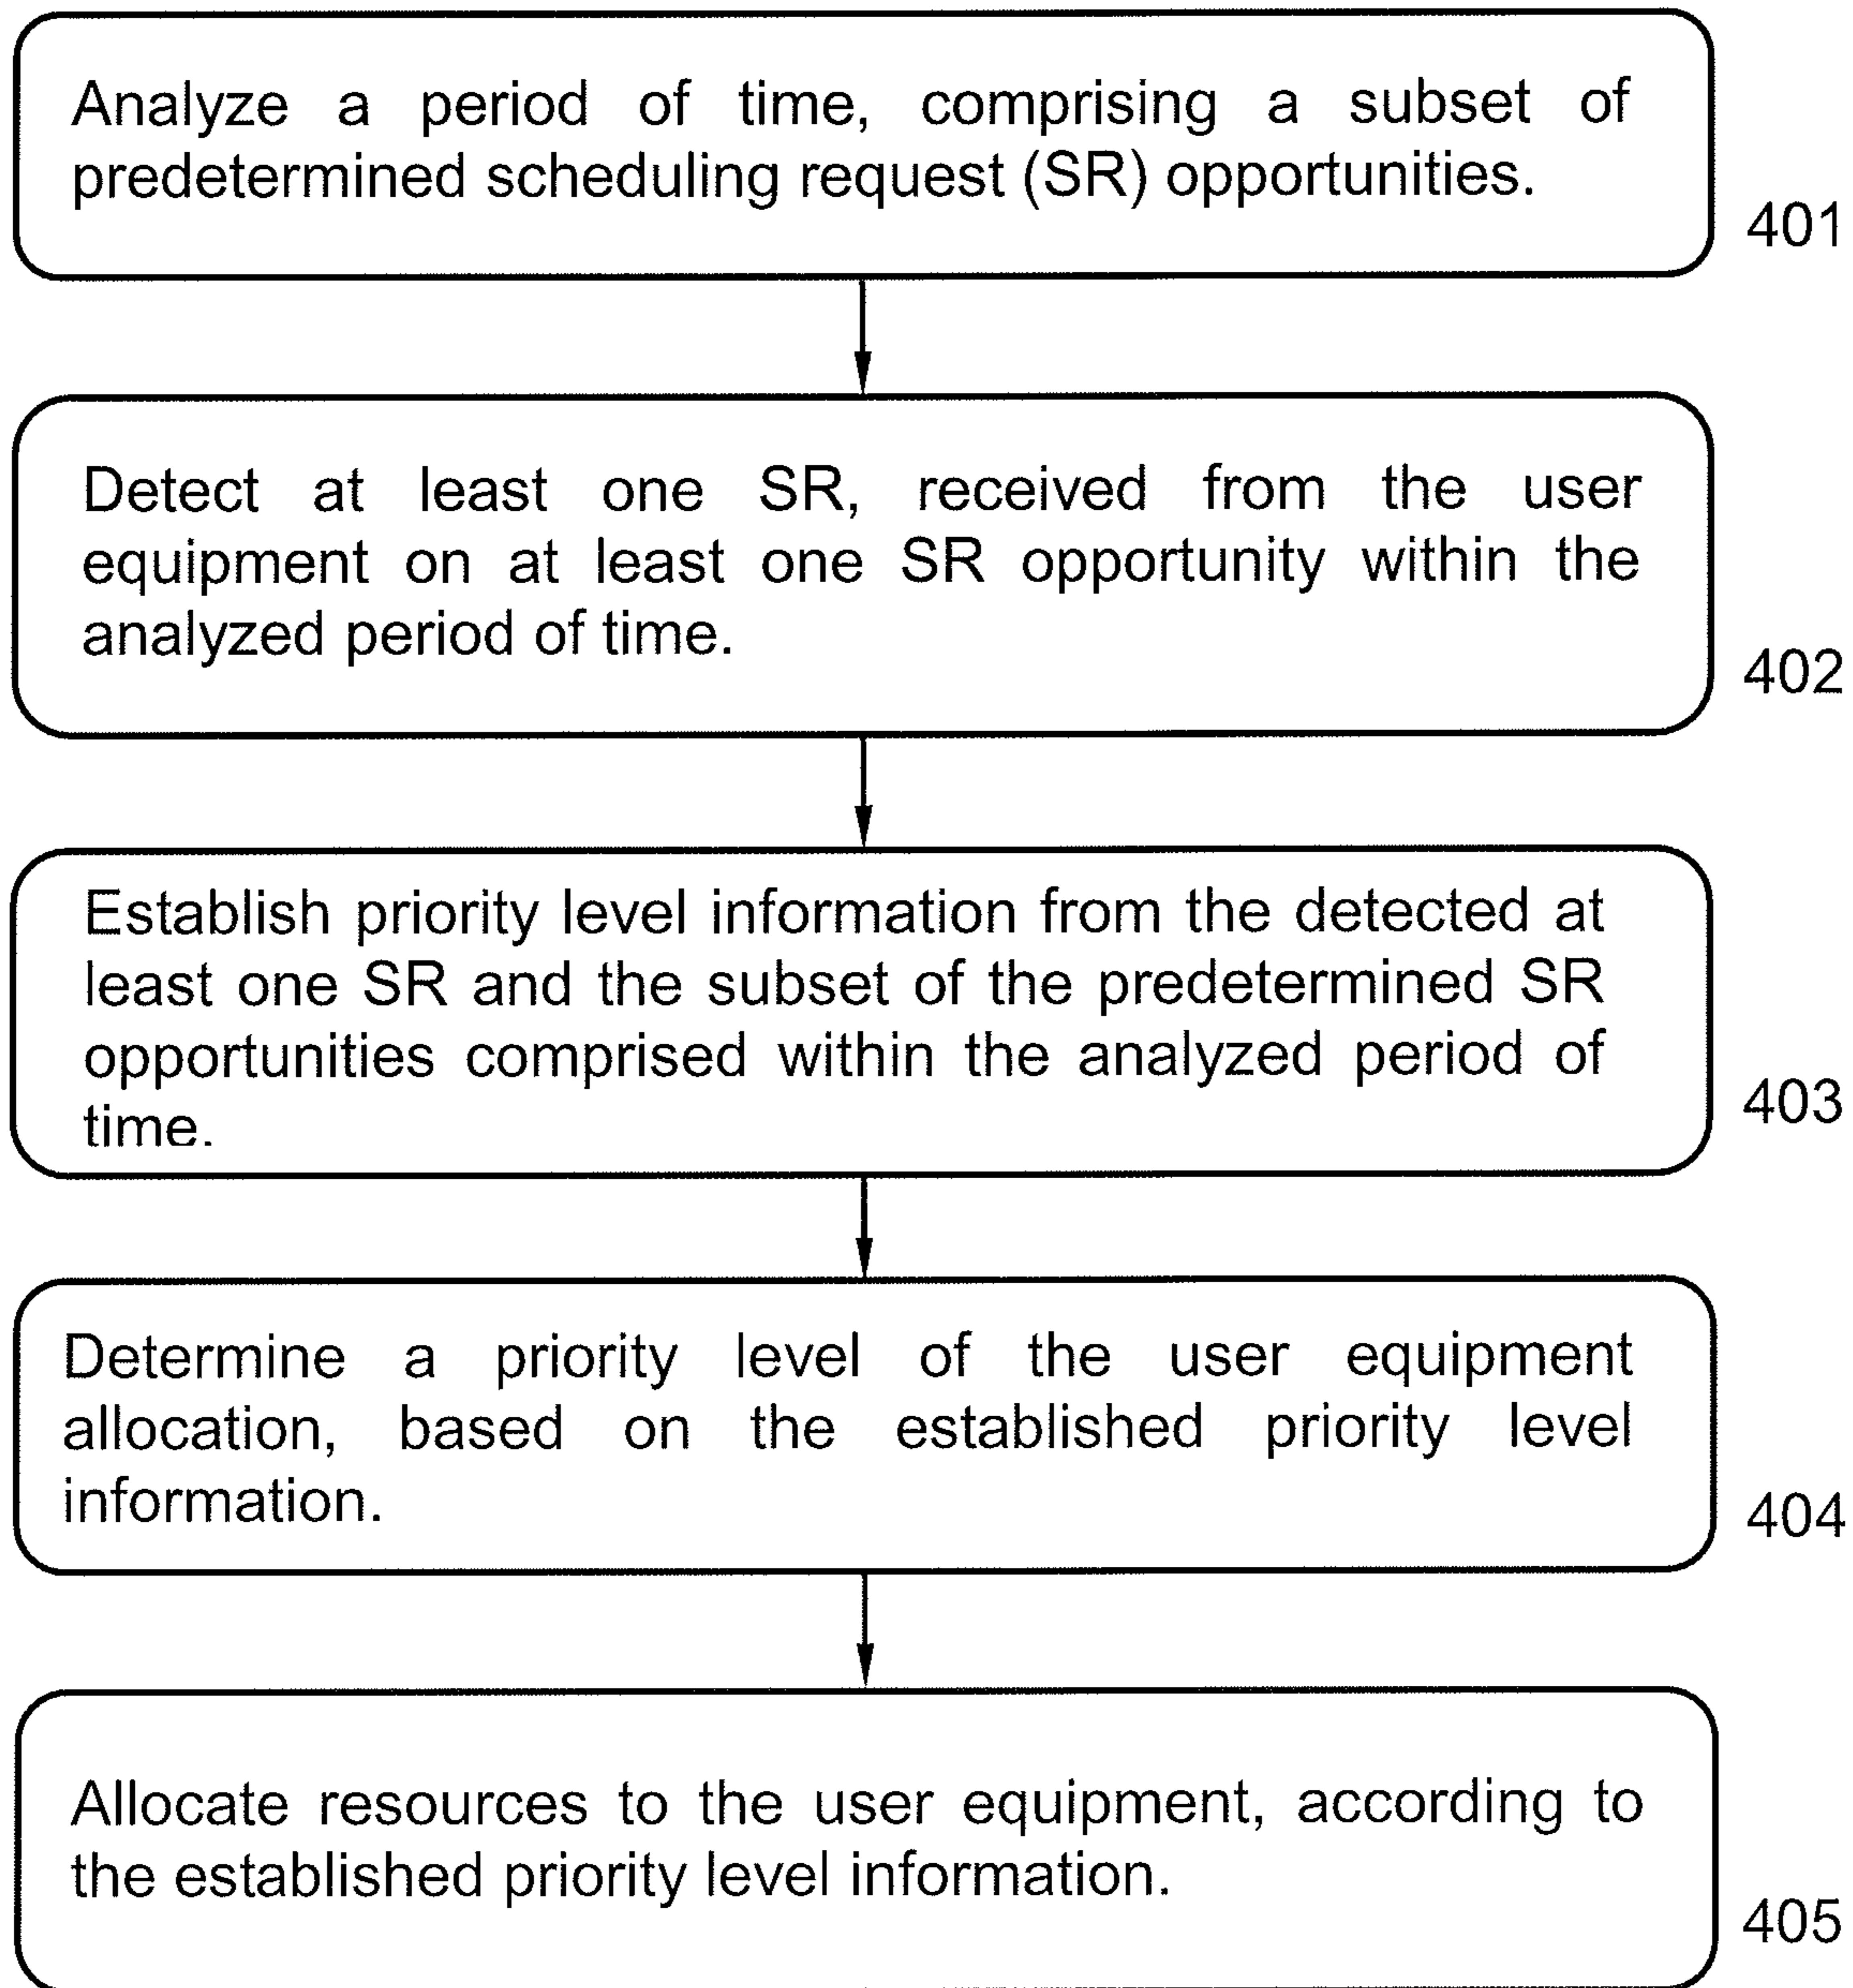 Analyze a period of time, comprising a subset of
predetermined scheduling request (SR) opportunities.
401
Detect at least one SR, received from the user
equipment on at least one SR opportunity within the
analyzed period of time.
402
Establish priority level information from the detected at
least one SR and the subset of the predetermined SR
opportunities comprised within the analyzed period of
time.
403
Determine a priority level of the user equipment
allocation, based on the established priority level
information.
404
Allocate resources to the user equipment, according to
the established priority level information.
405